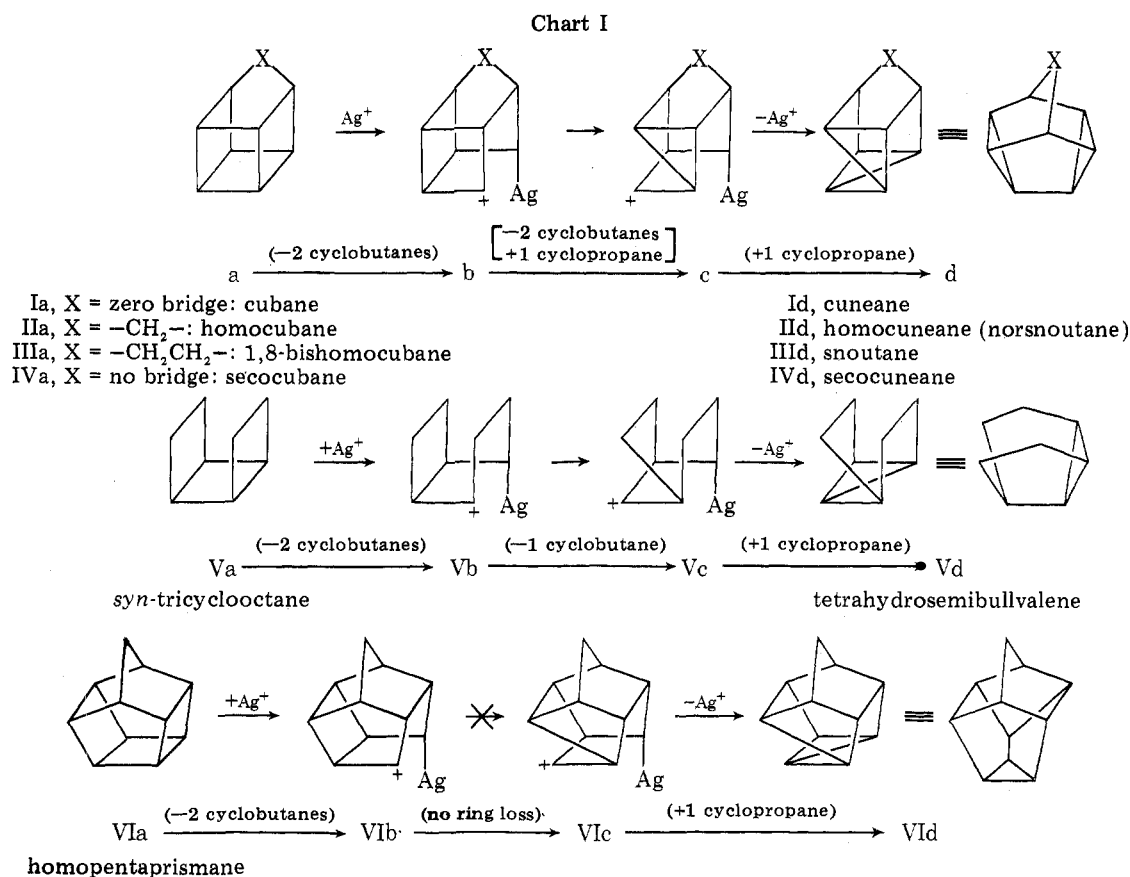 Chart I
X X X X X
Ag⁺ −Ag⁺
+ Ag + Ag
(−2 cyclobutanes) [−2 cyclobutanes +1 cyclopropane] (+1 cyclopropane)
a b c d
Ia, X = zero bridge: cubane
IIa, X = −CH₂−: homocubane
IIIa, X = −CH₂CH₂−: 1,8-bishomocubane
IVa, X = no bridge: secocubane
Id, cuneane
IId, homocuneane (norsnoutane)
IIId, snoutane
IVd, secocuneane
+Ag⁺ −Ag⁺
+ Ag + Ag
(−2 cyclobutanes) (−1 cyclobutane) (+1 cyclopropane)
Va Vb Vc Vd
syn-tricyclooctane tetrahydrosemibullvalene
+Ag⁺ −Ag⁺
+ Ag + Ag
(−2 cyclobutanes) (no ring loss) (+1 cyclopropane)
VIa VIb VIc VId
homopentaprismane